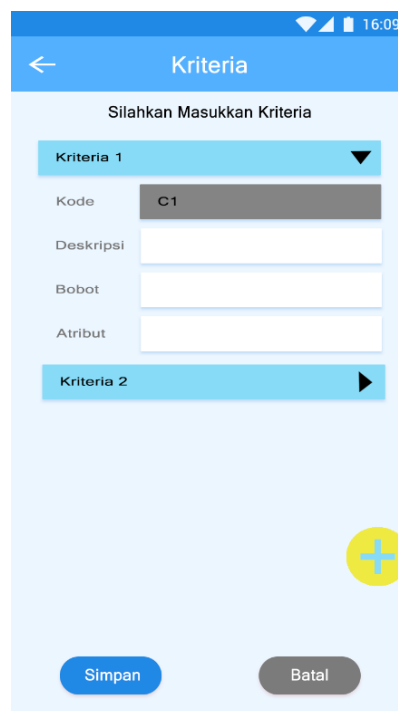 16:09
Kriteria
Silahkan Masukkan Kriteria
Kriteria 1
Kode C1
Deskripsi
Bobot
Atribut
Kriteria 2
Simpan Batal